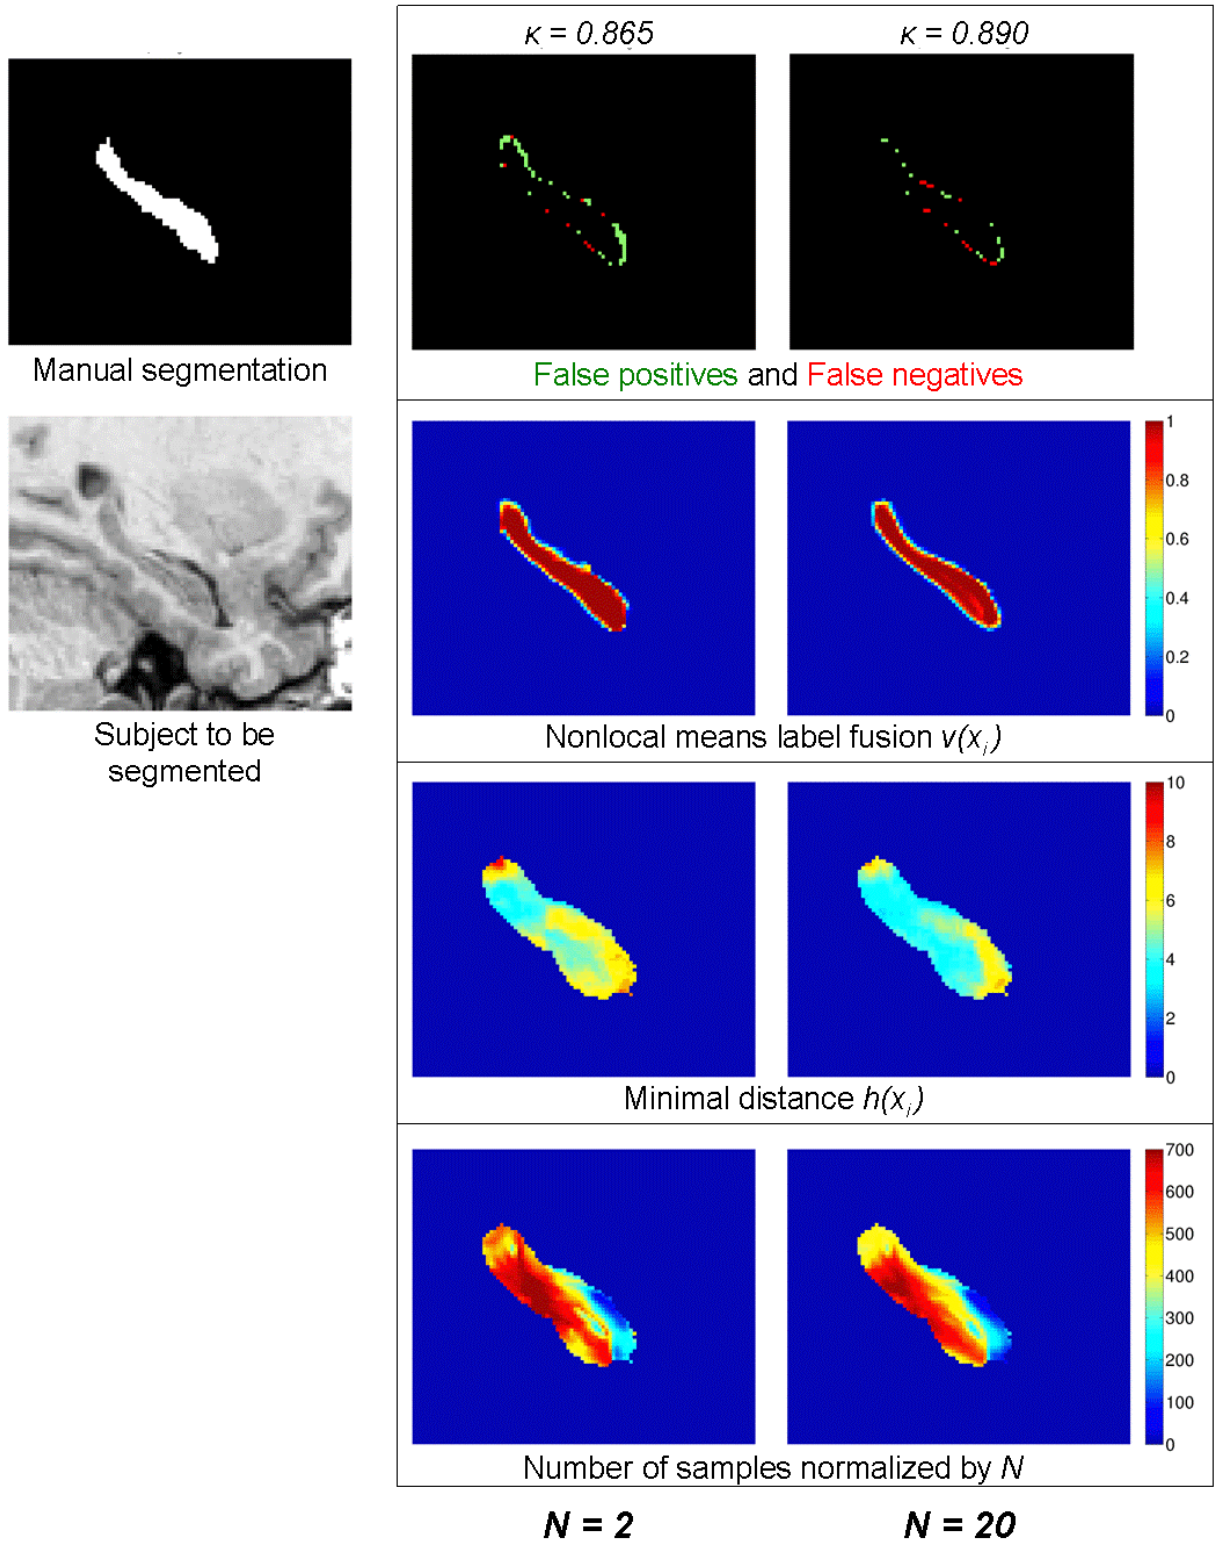 κ = 0.865
κ = 0.890
Manual segmentation
False positives and False negatives
Subject to be
segmented
1
0.8
0.6
0.4
0.2
0
Nonlocal means label fusion v(xᵢ)
10
8
6
4
2
0
Minimal distance h(xᵢ)
700
600
500
400
300
200
100
0
Number of samples normalized by N
N = 2
N = 20